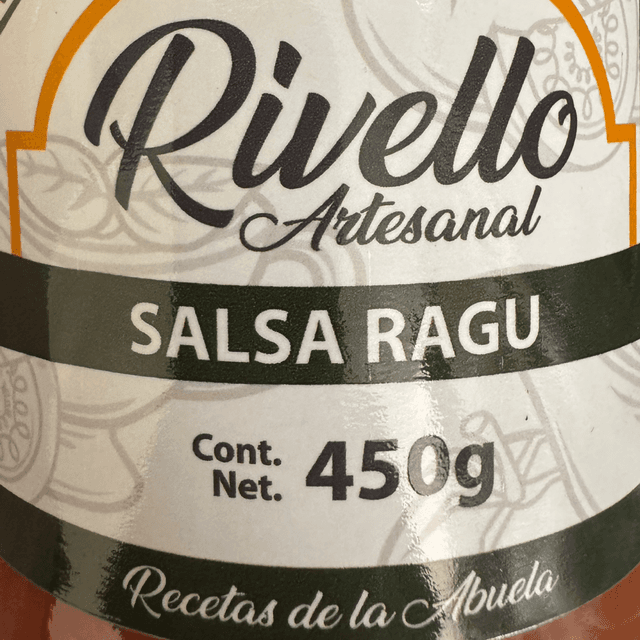 Rivello
Artesanal
SALSA RAGU
Cont.
Net. 450g
Recetas de la Abuela